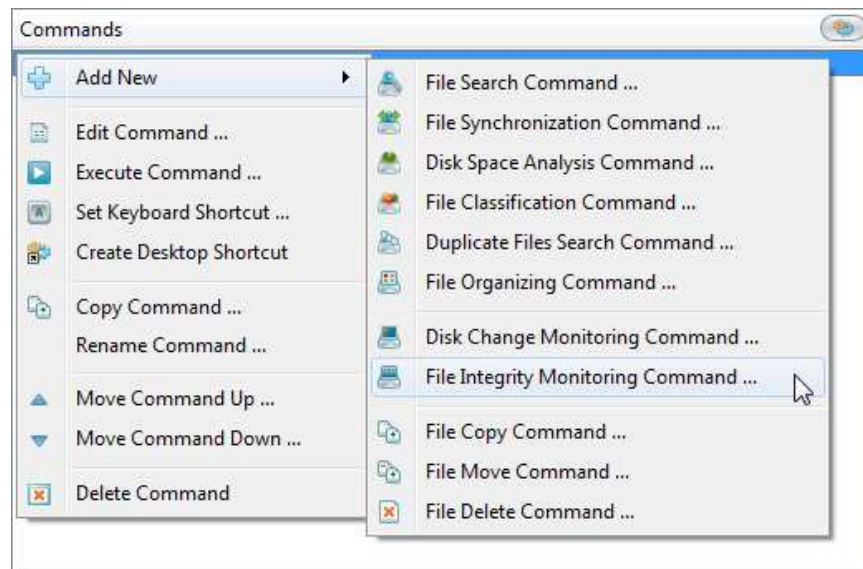 Commands
Add New
Edit Command ...
Execute Command ...
Set Keyboard Shortcut ...
Create Desktop Shortcut
Copy Command ...
Rename Command ...
Move Command Up ...
Move Command Down ...
Delete Command
File Search Command ...
File Synchronization Command ...
Disk Space Analysis Command ...
File Classification Command ...
Duplicate Files Search Command ...
File Organizing Command ...
Disk Change Monitoring Command ...
File Integrity Monitoring Command ...
File Copy Command ...
File Move Command ...
File Delete Command ...